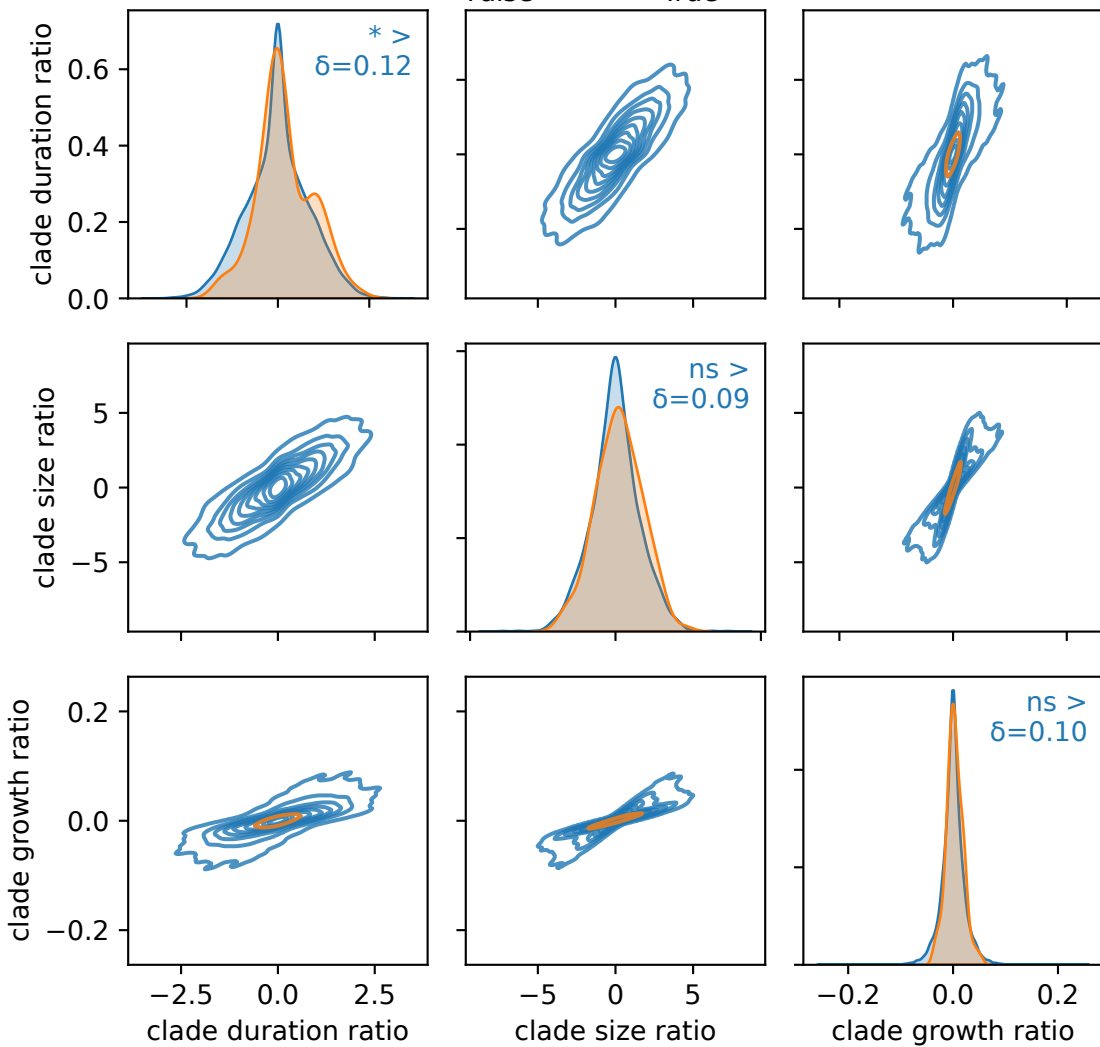 * >
δ=0.12
clade duration ratio
0.6
0.4
0.2
0.0
ns >
δ=0.09
clade size ratio
5
0
−5
ns >
δ=0.10
clade growth ratio
0.2
0.0
−0.2
−2.5 0.0 2.5 −5 0 5 −0.2 0.0 0.2
clade duration ratio clade size ratio clade growth ratio